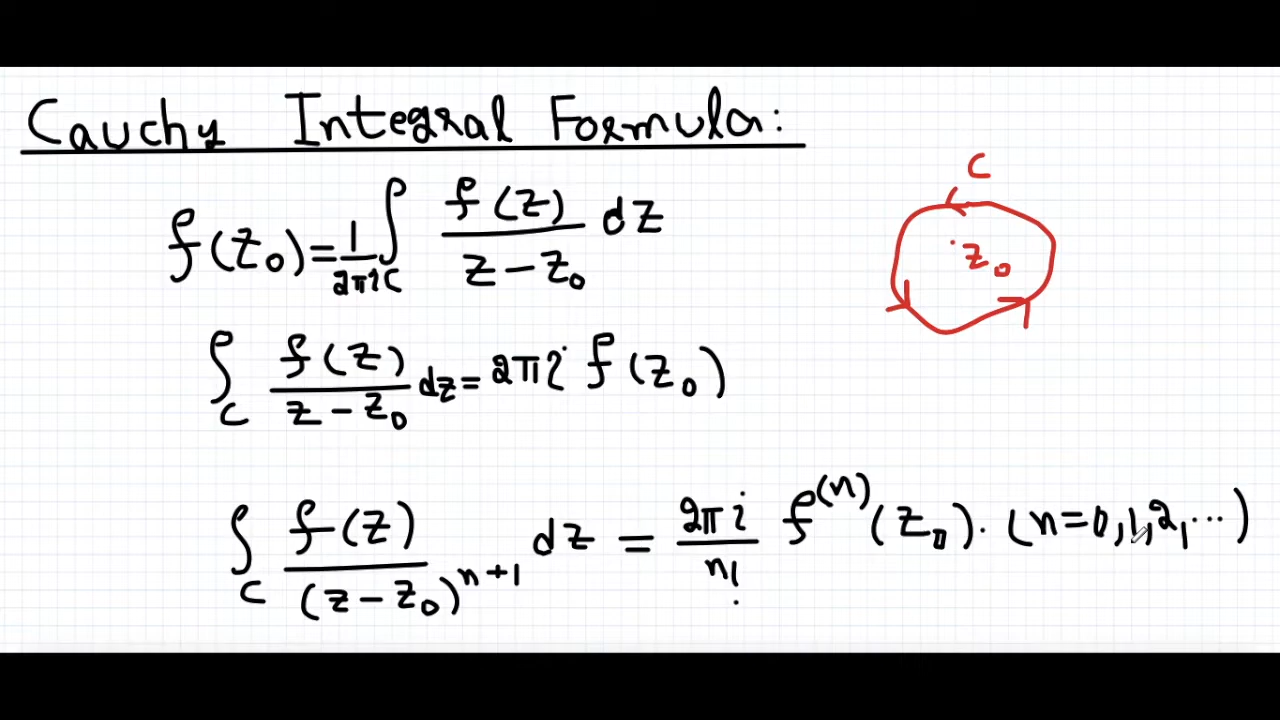 Cauchy Integral Formula:
C
f(z₀) = 1/2πi ∫_C f(z)/(z - z₀) dz
z₀
∫_C f(z)/(z - z₀) dz = 2πi f(z₀)
∫_C f(z)/(z - z₀)^(n+1) dz = 2πi/n! f^(n)(z₀). (n=0,1,2,...)